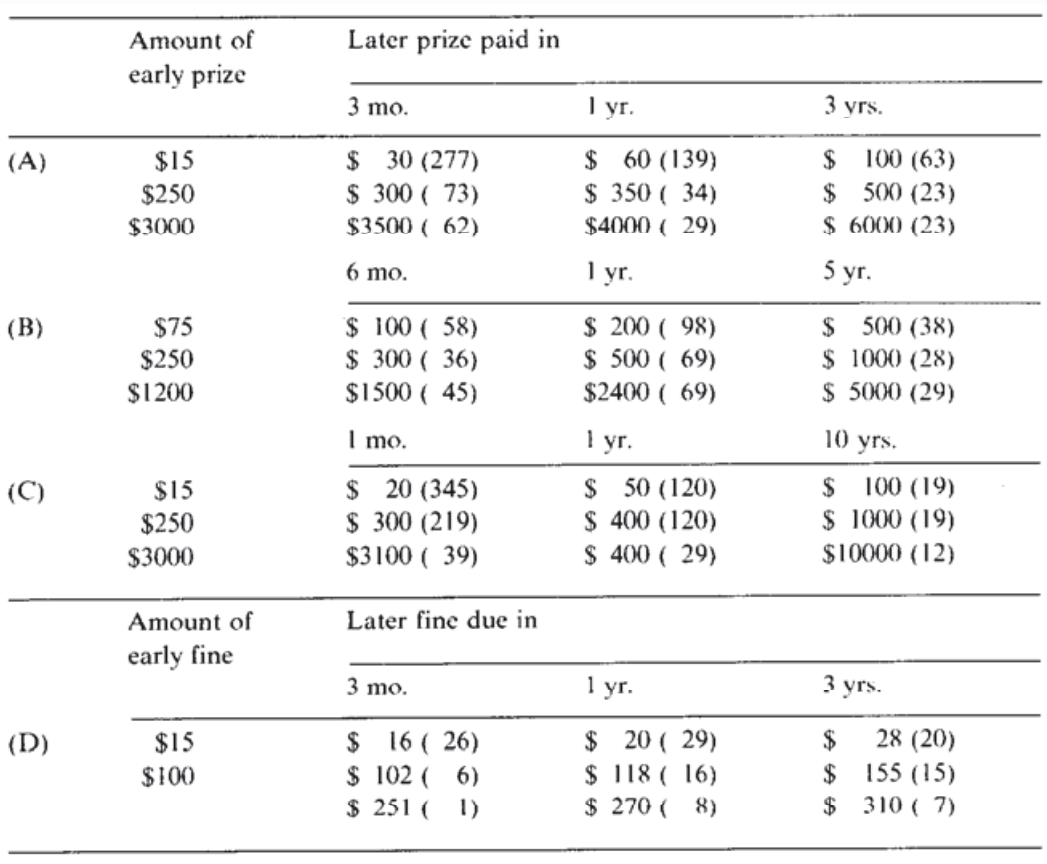 Amount of Later prize paid in
early prize
3 mo. 1 yr. 3 yrs.
(A) $15 $ 30 (277) $ 60 (139) $ 100 (63)
$250 $ 300 ( 73) $ 350 ( 34) $ 500 (23)
$3000 $3500 ( 62) $4000 ( 29) $ 6000 (23)
6 mo. 1 yr. 5 yr.
(B) $75 $ 100 ( 58) $ 200 ( 98) $ 500 (38)
$250 $ 300 ( 36) $ 500 ( 69) $ 1000 (28)
$1200 $1500 ( 45) $2400 ( 69) $ 5000 (29)
1 mo. 1 yr. 10 yrs.
(C) $15 $ 20 (345) $ 50 (120) $ 100 (19)
$250 $ 300 (219) $ 400 (120) $ 1000 (19)
$3000 $3100 ( 39) $ 400 ( 29) $10000 (12)
Amount of Later fine due in
early fine
3 mo. 1 yr. 3 yrs.
(D) $15 $ 16 ( 26) $ 20 ( 29) $ 28 (20)
$100 $ 102 ( 6) $ 118 ( 16) $ 155 (15)
$ 251 ( 1) $ 270 ( 8) $ 310 ( 7)